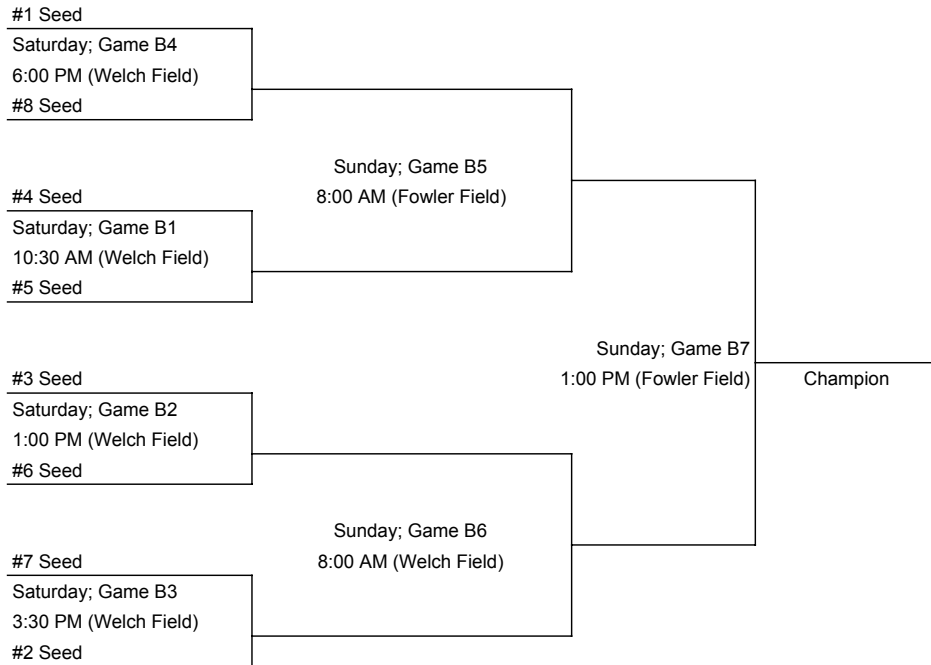 #1 Seed
Saturday; Game B4
6:00 PM (Welch Field)
#8 Seed
Sunday; Game B5
8:00 AM (Fowler Field)
#4 Seed
Saturday; Game B1
10:30 AM (Welch Field)
#5 Seed
Sunday; Game B7
1:00 PM (Fowler Field)
Champion
#3 Seed
Saturday; Game B2
1:00 PM (Welch Field)
#6 Seed
Sunday; Game B6
8:00 AM (Welch Field)
#7 Seed
Saturday; Game B3
3:30 PM (Welch Field)
#2 Seed